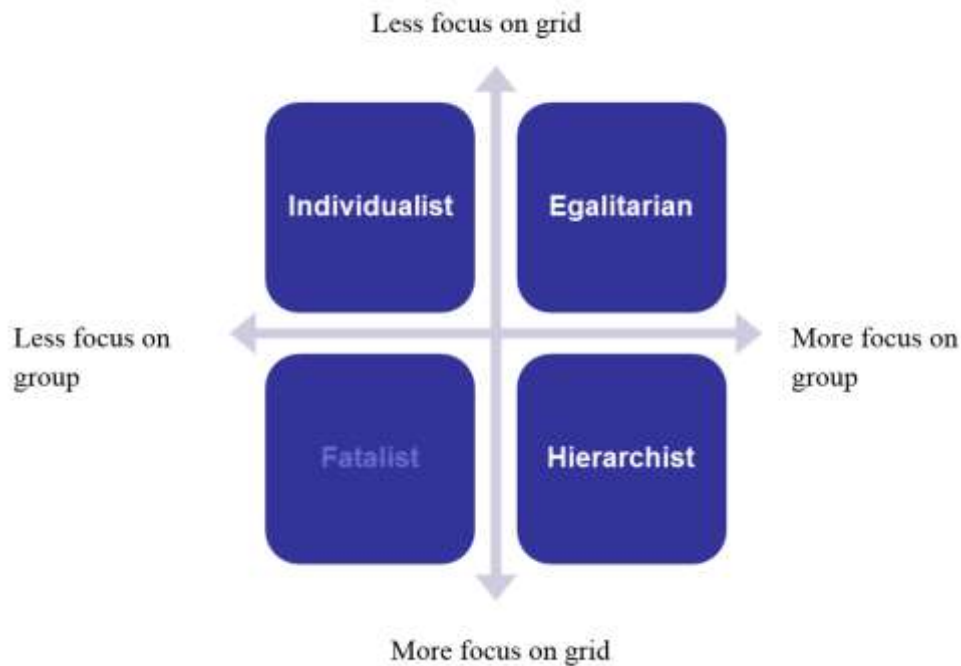 Less focus on grid
Individualist
Egalitarian
Less focus on
group
More focus on
group
Fatalist
Hierarchist
More focus on grid